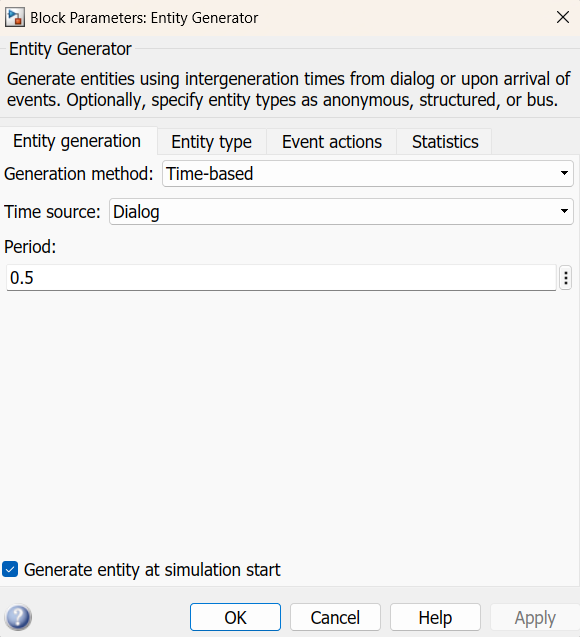 Block Parameters: Entity Generator
Entity Generator
Generate entities using intergeneration times from dialog or upon arrival of
events. Optionally, specify entity types as anonymous, structured, or bus.
Entity generation Entity type Event actions Statistics
Generation method: Time-based
Time source: Dialog
Period:
0.5
Generate entity at simulation start
? OK Cancel Help Apply